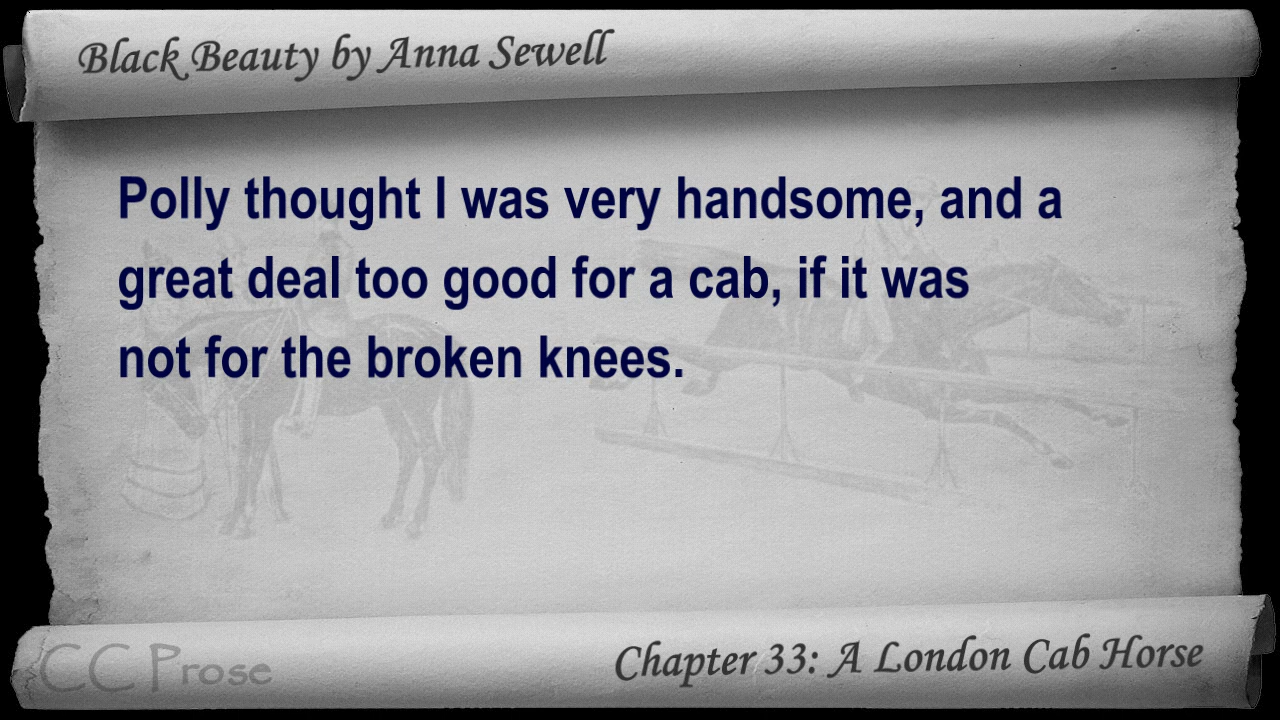 Black Beauty by Anna Sewell
Polly thought I was very handsome, and a
great deal too good for a cab, if it was
not for the broken knees.
CC Prose
Chapter 33: A London Cab Horse